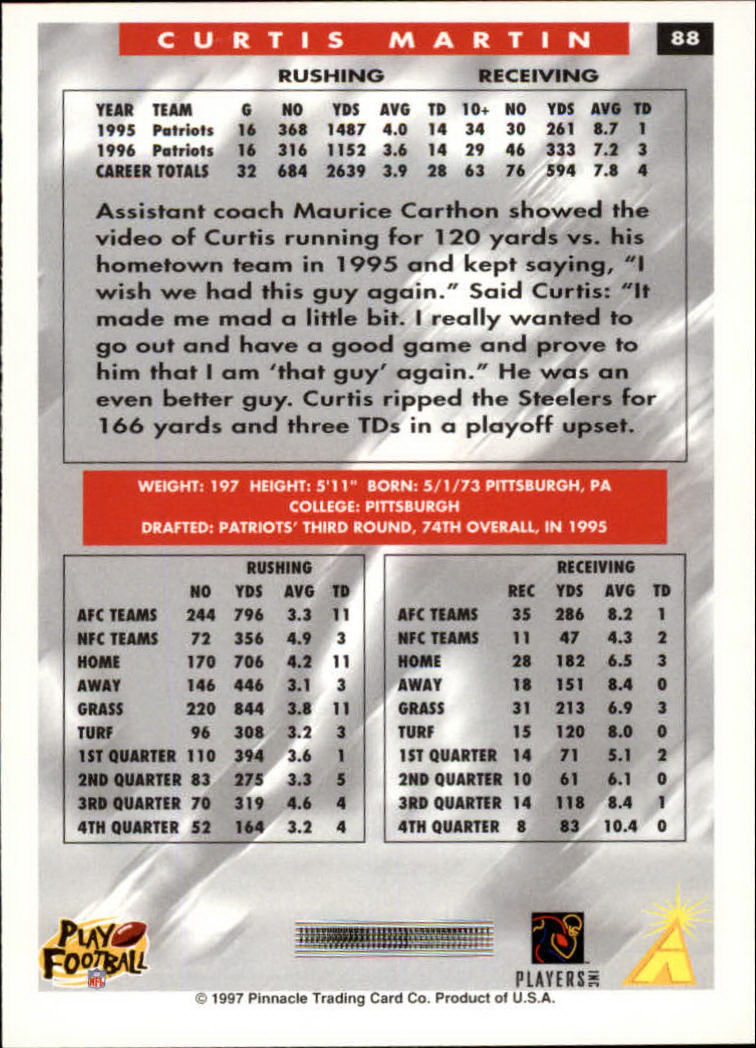 CURTIS MARTIN 88
RUSHING RECEIVING
YEAR TEAM G NO YDS AVG TD 10+ NO YDS AVG TD
1995 Patriots 16 368 1487 4.0 14 34 30 261 8.7 1
1996 Patriots 16 316 1152 3.6 14 29 46 333 7.2 3
CAREER TOTALS 32 684 2639 3.9 28 63 76 594 7.8 4
Assistant coach Maurice Carthon showed the
video of Curtis running for 120 yards vs. his
hometown team in 1995 and kept saying, "I
wish we had this guy again." Said Curtis: "It
made me mad a little bit. I really wanted to
go out and have a good game and prove to
him that I am 'that guy' again." He was an
even better guy. Curtis ripped the Steelers for
166 yards and three TDs in a playoff upset.
WEIGHT: 197 HEIGHT: 5'11" BORN: 5/1/73 PITTSBURGH, PA
COLLEGE: PITTSBURGH
DRAFTED: PATRIOTS' THIRD ROUND, 74TH OVERALL, IN 1995
RUSHING
NO YDS AVG TD
AFC TEAMS 244 796 3.3 11
NFC TEAMS 72 356 4.9 3
HOME 170 706 4.2 11
AWAY 146 446 3.1 3
GRASS 220 844 3.8 11
TURF 96 308 3.2 3
1ST QUARTER 110 394 3.6 1
2ND QUARTER 83 275 3.3 5
3RD QUARTER 70 319 4.6 4
4TH QUARTER 52 164 3.2 4
RECEIVING
REC YDS AVG TD
AFC TEAMS 35 286 8.2 1
NFC TEAMS 11 47 4.3 2
HOME 28 182 6.5 3
AWAY 18 151 8.4 0
GRASS 31 213 6.9 3
TURF 15 120 8.0 0
1ST QUARTER 14 71 5.1 2
2ND QUARTER 10 61 6.1 0
3RD QUARTER 14 118 8.4 1
4TH QUARTER 8 83 10.4 0
PLAY
FOOTBALL
NFL
PLAYERS INC
© 1997 Pinnacle Trading Card Co. Product of U.S.A.